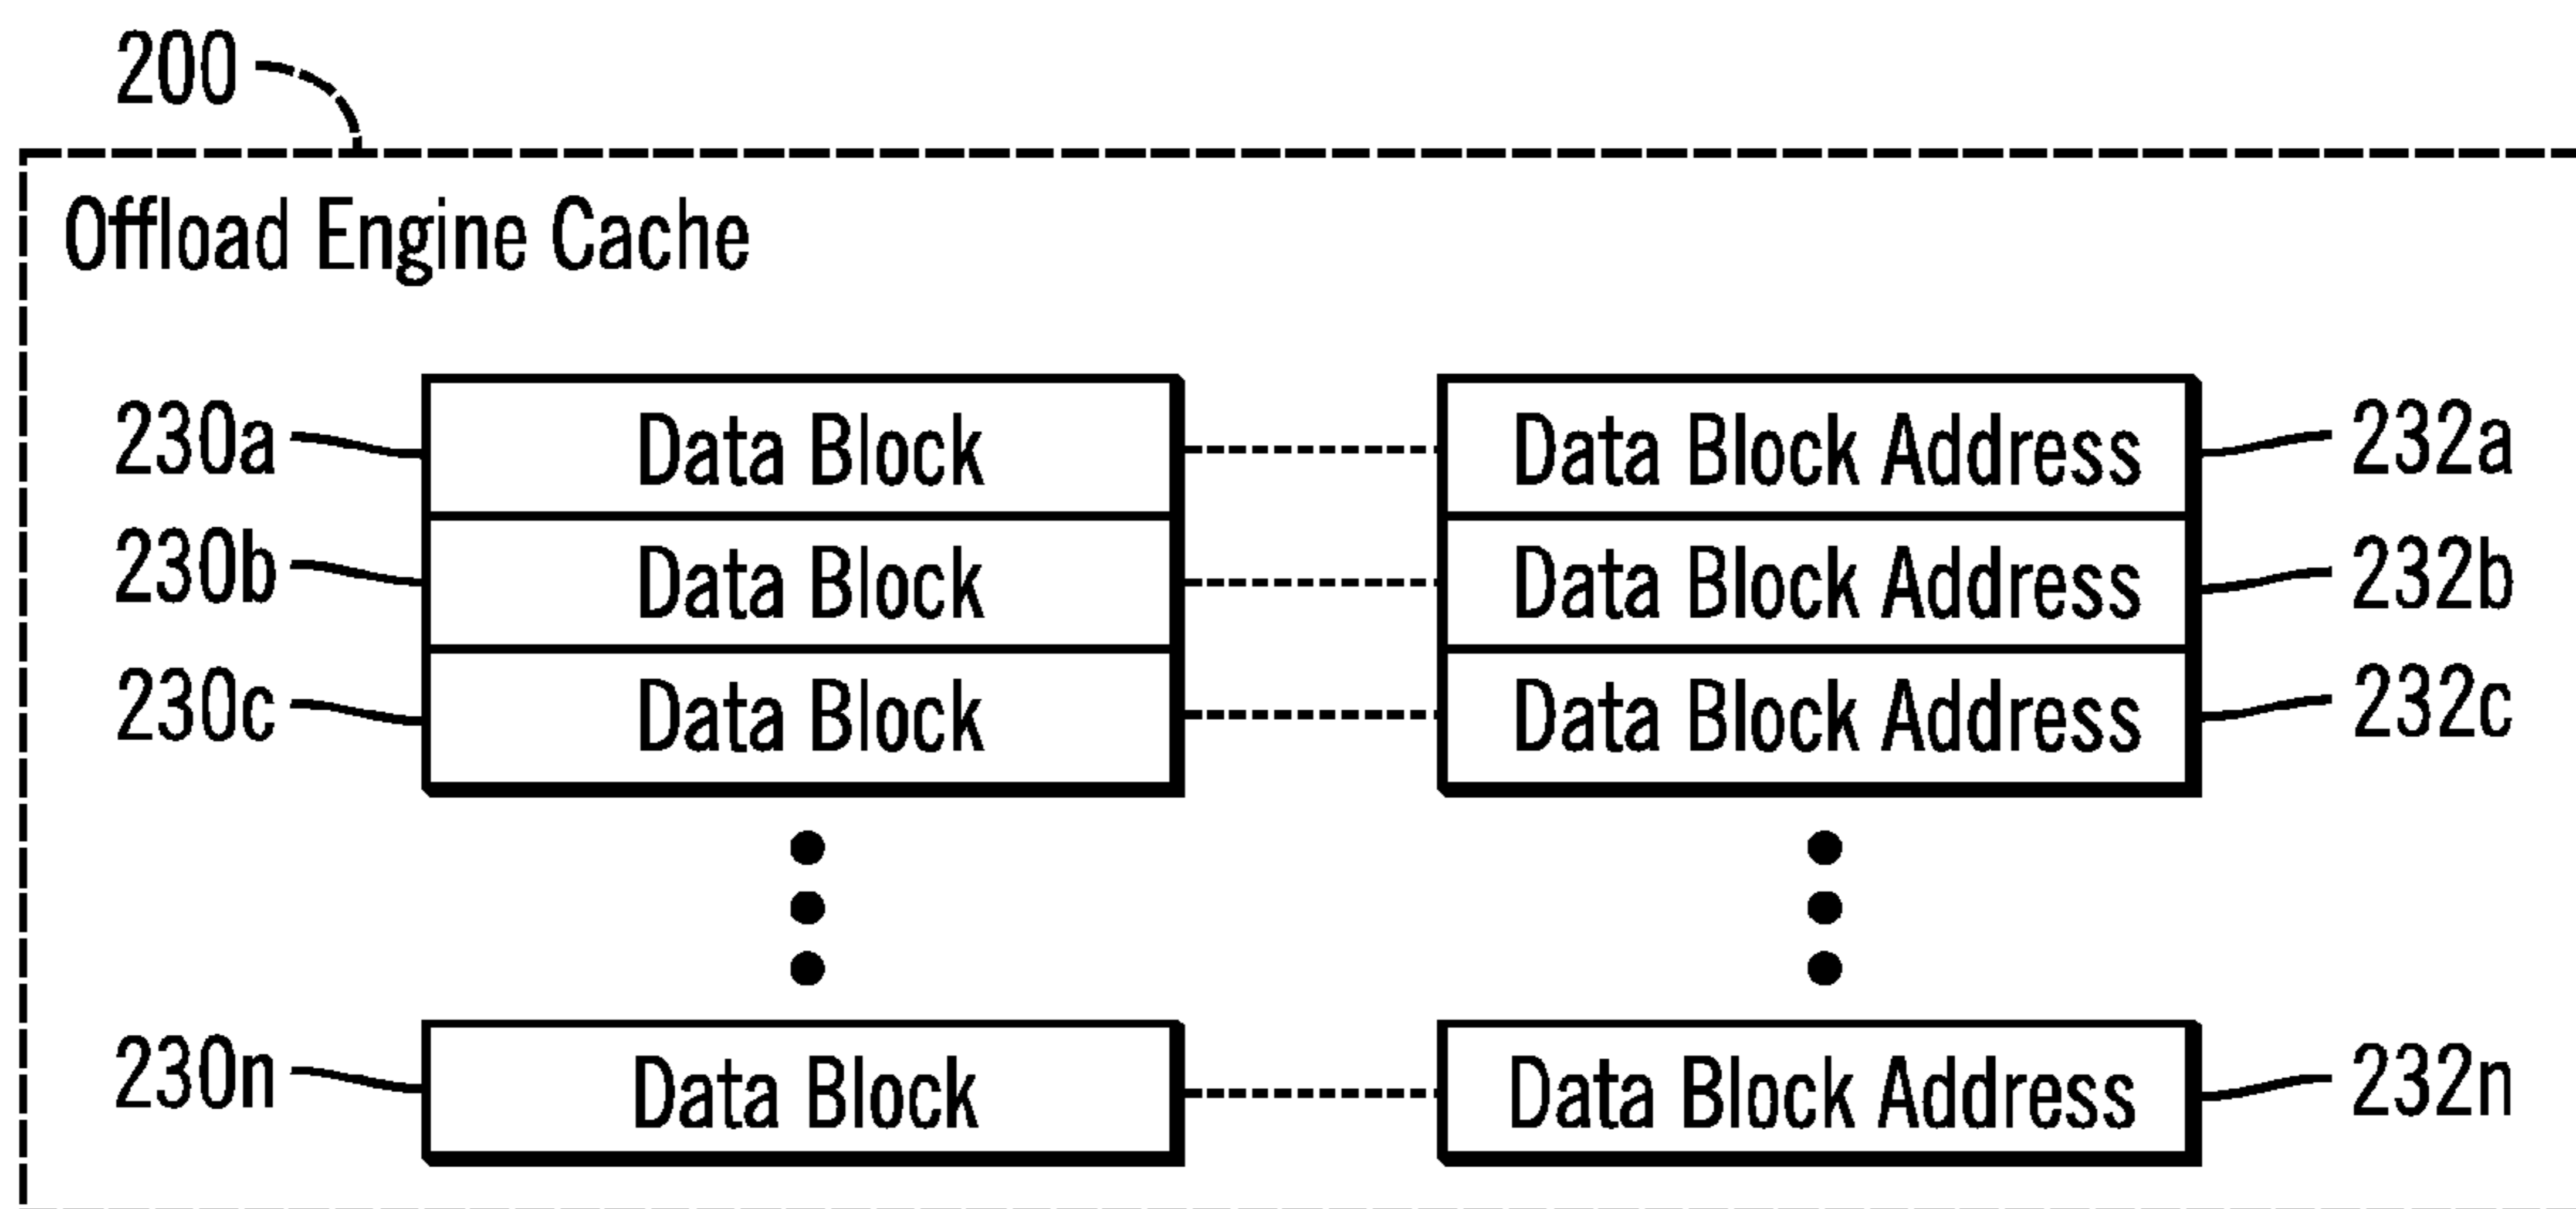 200
Offload Engine Cache
230a Data Block Data Block Address 232a
230b Data Block Data Block Address 232b
230c Data Block Data Block Address 232c
230n Data Block Data Block Address 232n